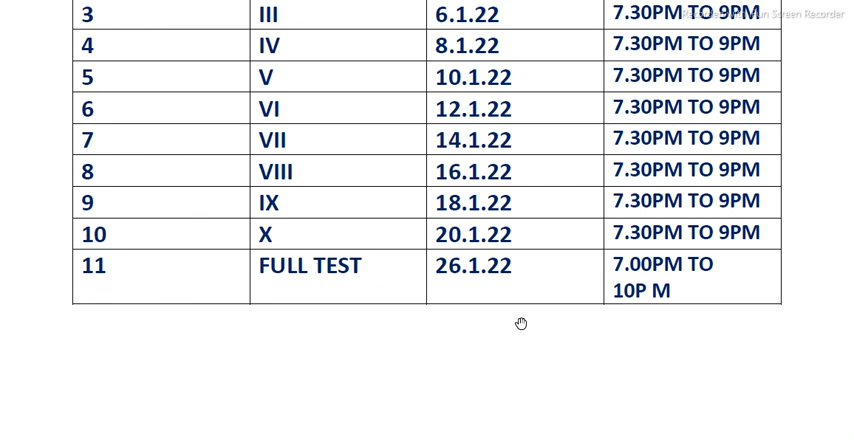 3 III 6.1.22 7.30PM TO 9PM
4 IV 8.1.22 7.30PM TO 9PM
5 V 10.1.22 7.30PM TO 9PM
6 VI 12.1.22 7.30PM TO 9PM
7 VII 14.1.22 7.30PM TO 9PM
8 VIII 16.1.22 7.30PM TO 9PM
9 IX 18.1.22 7.30PM TO 9PM
10 X 20.1.22 7.30PM TO 9PM
11 FULL TEST 26.1.22 7.00PM TO
10P M
Screen Recorder